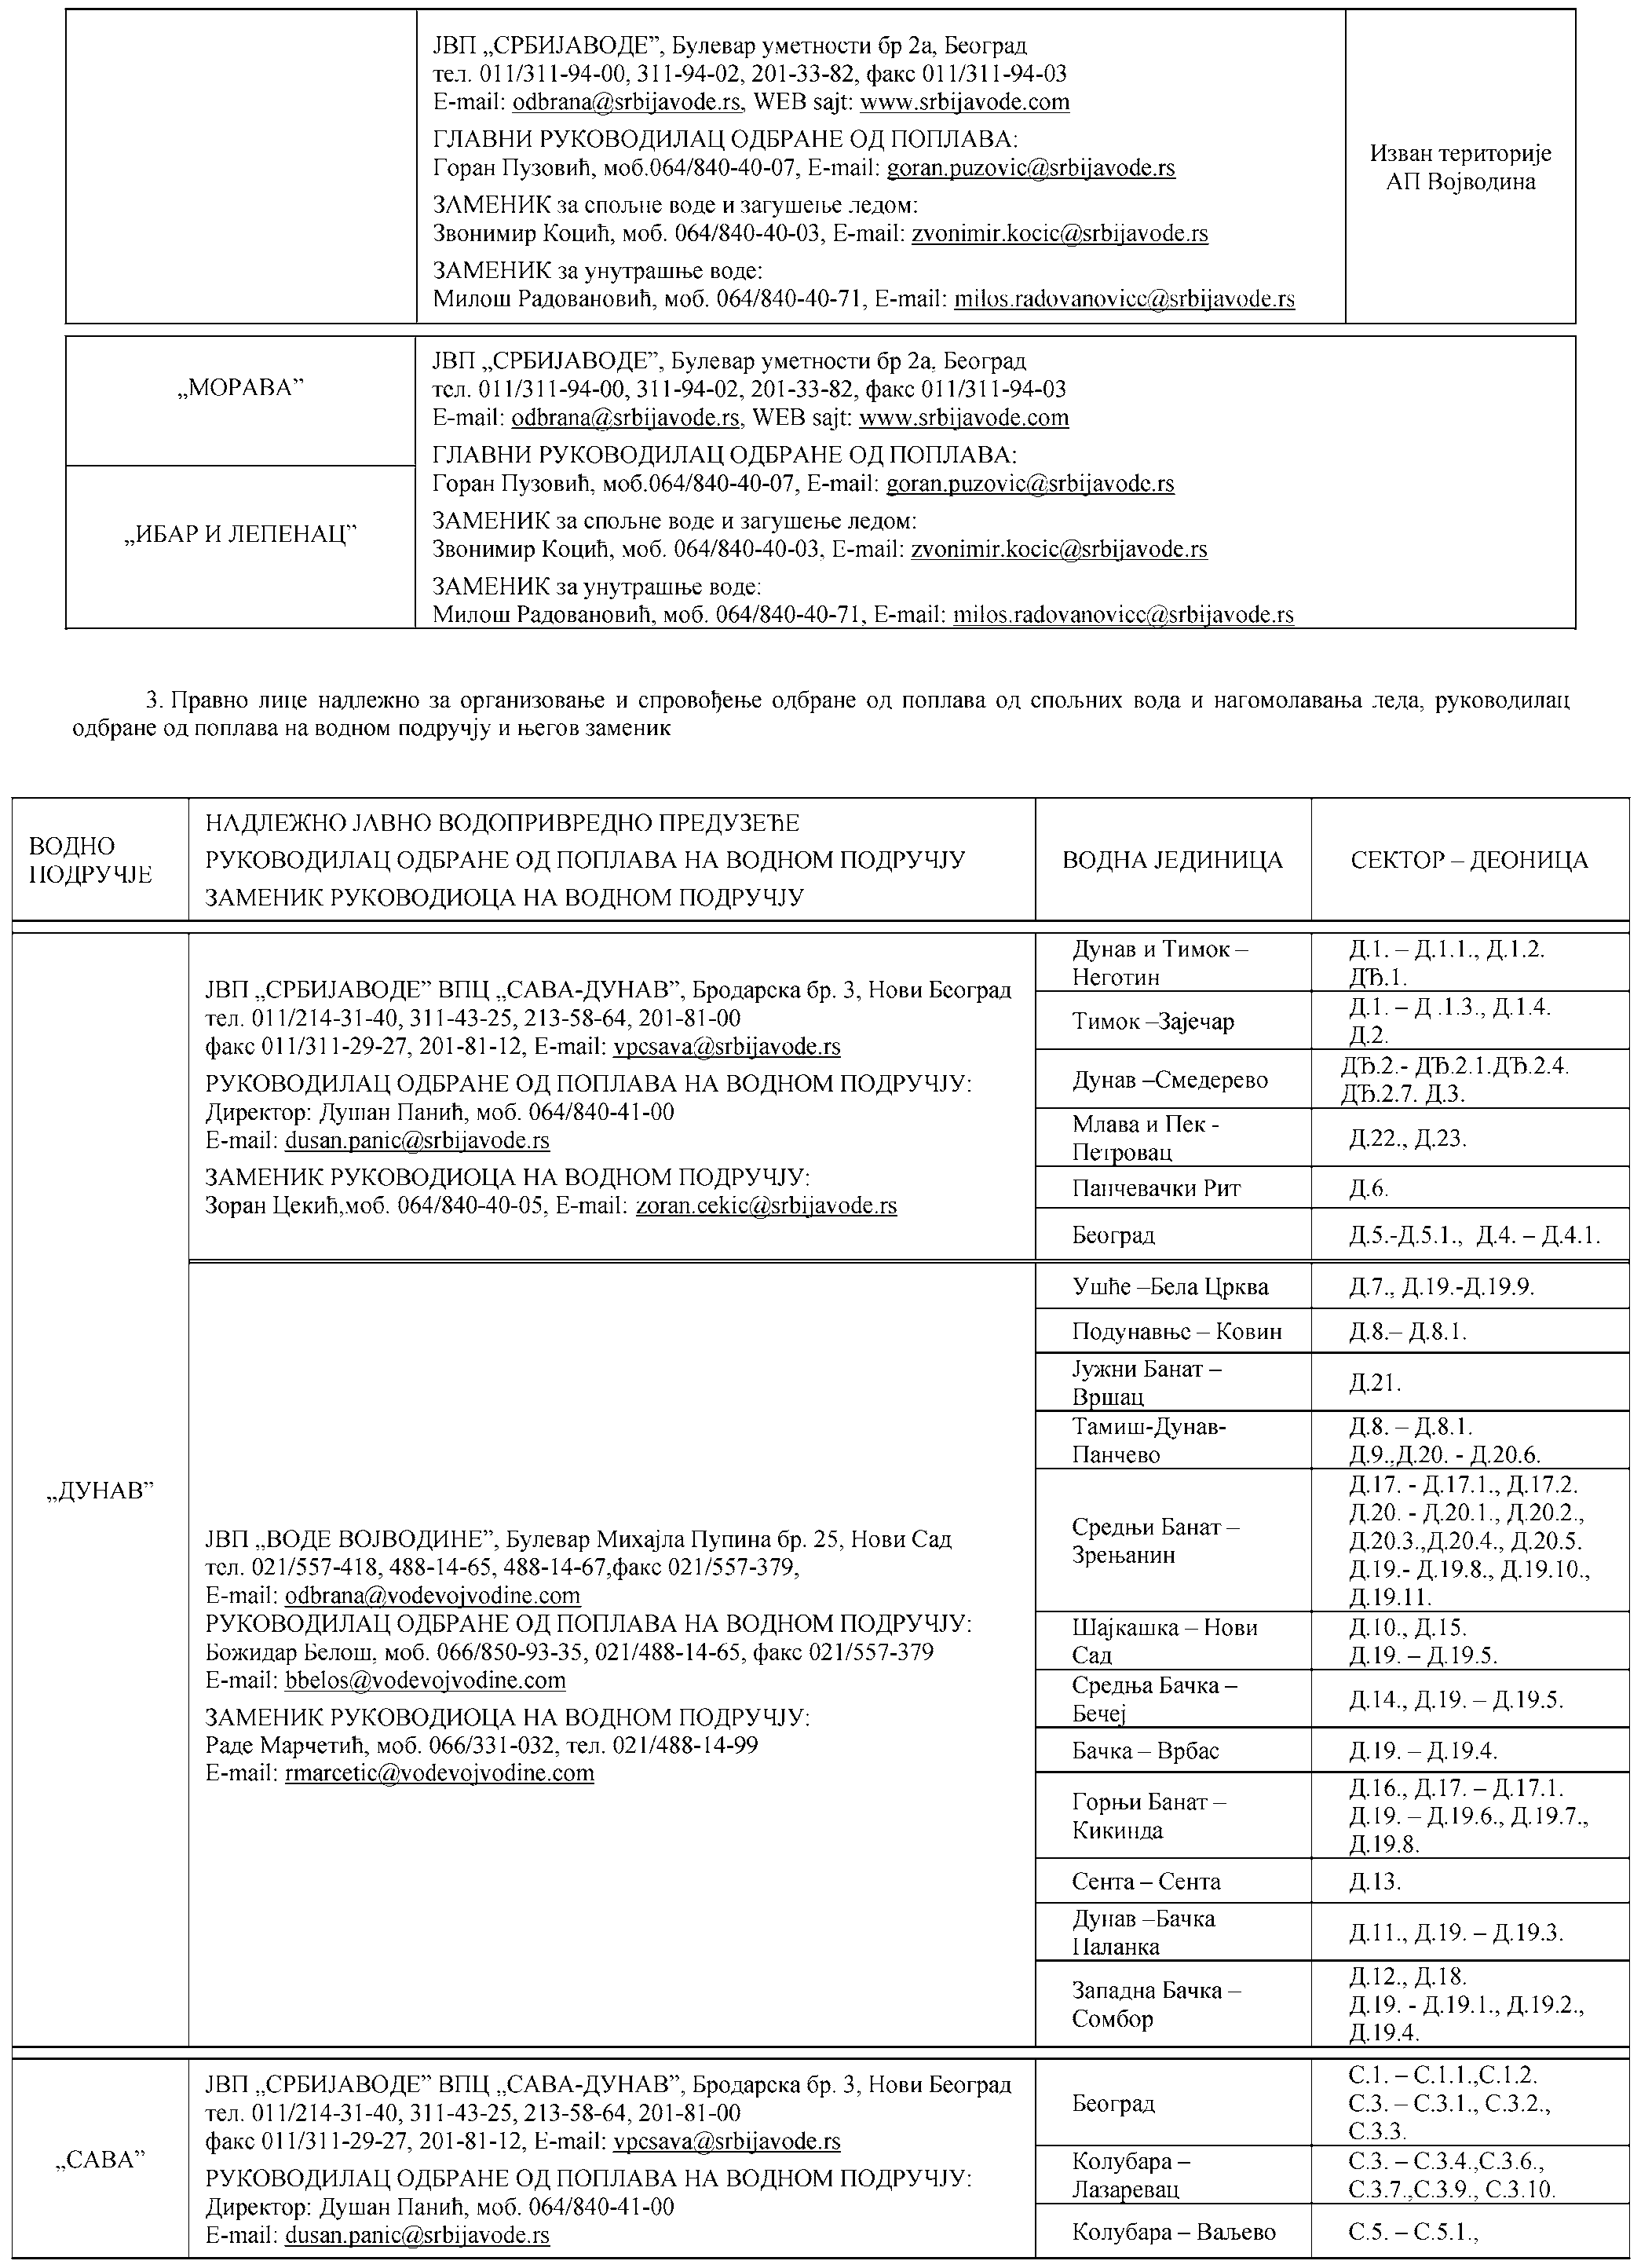 ЈВП „СРБИЈАВОДЕ”, Булевар уметности бр 2а, Београд
тел. 011/311-94-00, 311-94-02, 201-33-82, факс 011/311-94-03
E-mail: odbrana@srbijavode.rs, WEB sajt: www.srbijavode.com
ГЛАВНИ РУКОВОДИЛАЦ ОДБРАНЕ ОД ПОПЛАВА:
Горан Пузовић, моб.064/840-40-07, E-mail: goran.puzovic@srbijavode.rs
ЗАМЕНИК за спољне воде и загушење ледом:
Звонимир Коцић, моб. 064/840-40-03, E-mail: zvonimir.kocic@srbijavode.rs
ЗАМЕНИК за унутрашње воде:
Милош Радовановић, моб. 064/840-40-71, E-mail: milos.radovanovicc@srbijavode.rs
Изван територије
АП Војводина
„МОРАВА”
„ИБАР И ЛЕПЕНАЦ”
ЈВП „СРБИЈАВОДЕ”, Булевар уметности бр 2а, Београд
тел. 011/311-94-00, 311-94-02, 201-33-82, факс 011/311-94-03
E-mail: odbrana@srbijavode.rs, WEB sajt: www.srbijavode.com
ГЛАВНИ РУКОВОДИЛАЦ ОДБРАНЕ ОД ПОПЛАВА:
Горан Пузовић, моб.064/840-40-07, E-mail: goran.puzovic@srbijavode.rs
ЗАМЕНИК за спољне воде и загушење ледом:
Звонимир Коцић, моб. 064/840-40-03, E-mail: zvonimir.kocic@srbijavode.rs
ЗАМЕНИК за унутрашње воде:
Милош Радовановић, моб. 064/840-40-71, E-mail: milos.radovanovicc@srbijavode.rs
3. Правно лице надлежно за организовање и спровођење одбране од поплава од спољних вода и нагомолавања леда, руководилац
одбране од поплава на водном подручју и његов заменик
ВОДНО
ПОДРУЧЈЕ
НАДЛЕЖНО ЈАВНО ВОДОПРИВРЕДНО ПРЕДУЗЕЋЕ
РУКОВОДИЛАЦ ОДБРАНЕ ОД ПОПЛАВА НА ВОДНОМ ПОДРУЧЈУ
ЗАМЕНИК РУКОВОДИОЦА НА ВОДНОМ ПОДРУЧЈУ
ВОДНА ЈЕДИНИЦА
СЕКТОР – ДЕОНИЦА
„ДУНАВ”
ЈВП „СРБИЈАВОДЕ” ВПЦ „САВА-ДУНАВ”, Бродарска бр. 3, Нови Београд
тел. 011/214-31-40, 311-43-25, 213-58-64, 201-81-00
факс 011/311-29-27, 201-81-12, E-mail: vpcsava@srbijavode.rs
РУКОВОДИЛАЦ ОДБРАНЕ ОД ПОПЛАВА НА ВОДНОМ ПОДРУЧЈУ:
Директор: Душан Панић, моб. 064/840-41-00
E-mail: dusan.panic@srbijavode.rs
ЗАМЕНИК РУКОВОДИОЦА НА ВОДНОМ ПОДРУЧЈУ:
Зоран Цекић,моб. 064/840-40-05, E-mail: zoran.cekic@srbijavode.rs
Дунав и Тимок –
Неготин
Д.1. – Д.1.1., Д.1.2.
ДЂ.1.
Тимок –Зајечар
Д.1. – Д .1.3., Д.1.4.
Д.2.
Дунав –Смедерево
ДЂ.2.- ДЂ.2.1.ДЂ.2.4.
ДЂ.2.7. Д.3.
Млава и Пек -
Петровац
Д.22., Д.23.
Панчевачки Рит
Д.6.
Београд
Д.5.-Д.5.1., Д.4. – Д.4.1.
ЈВП „ВОДЕ ВОЈВОДИНЕ”, Булевар Михајла Пупина бр. 25, Нови Сад
тел. 021/557-418, 488-14-65, 488-14-67,факс 021/557-379,
E-mail: odbrana@vodevojvodine.com
РУКОВОДИЛАЦ ОДБРАНЕ ОД ПОПЛАВА НА ВОДНОМ ПОДРУЧЈУ:
Божидар Белош, моб. 066/850-93-35, 021/488-14-65, факс 021/557-379
E-mail: bbelos@vodevojvodine.com
ЗАМЕНИК РУКОВОДИОЦА НА ВОДНОМ ПОДРУЧЈУ:
Раде Марчетић, моб. 066/331-032, тел. 021/488-14-99
E-mail: rmarcetic@vodevojvodine.com
Ушће –Бела Црква
Д.7., Д.19.-Д.19.9.
Подунавње – Ковин
Д.8.– Д.8.1.
Јужни Банат –
Вршац
Д.21.
Тамиш-Дунав-
Панчево
Д.8. – Д.8.1.
Д.9.,Д.20. - Д.20.6.
Средњи Банат –
Зрењанин
Д.17. - Д.17.1., Д.17.2.
Д.20. - Д.20.1., Д.20.2.,
Д.20.3.,Д.20.4., Д.20.5.
Д.19.- Д.19.8., Д.19.10.,
Д.19.11.
Шајкашка – Нови
Сад
Д.10., Д.15.
Д.19. – Д.19.5.
Средња Бачка –
Бечеј
Д.14., Д.19. – Д.19.5.
Бачка – Врбас
Д.19. – Д.19.4.
Горњи Банат –
Кикинда
Д.16., Д.17. – Д.17.1.
Д.19. – Д.19.6., Д.19.7.,
Д.19.8.
Сента – Сента
Д.13.
Дунав –Бачка
Паланка
Д.11., Д.19. – Д.19.3.
Западна Бачка –
Сомбор
Д.12., Д.18.
Д.19. - Д.19.1., Д.19.2.,
Д.19.4.
„САВА”
ЈВП „СРБИЈАВОДЕ” ВПЦ „САВА-ДУНАВ”, Бродарска бр. 3, Нови Београд
тел. 011/214-31-40, 311-43-25, 213-58-64, 201-81-00
факс 011/311-29-27, 201-81-12, E-mail: vpcsava@srbijavode.rs
РУКОВОДИЛАЦ ОДБРАНЕ ОД ПОПЛАВА НА ВОДНОМ ПОДРУЧЈУ:
Директор: Душан Панић, моб. 064/840-41-00
E-mail: dusan.panic@srbijavode.rs
Београд
С.1. – С.1.1.,С.1.2.
С.3. – С.3.1., С.3.2.,
С.3.3.
Колубара –
Лазаревац
С.3. – С.3.4.,С.3.6.,
С.3.7.,С.3.9., С.3.10.
Колубара – Ваљево
С.5. – С.5.1.,